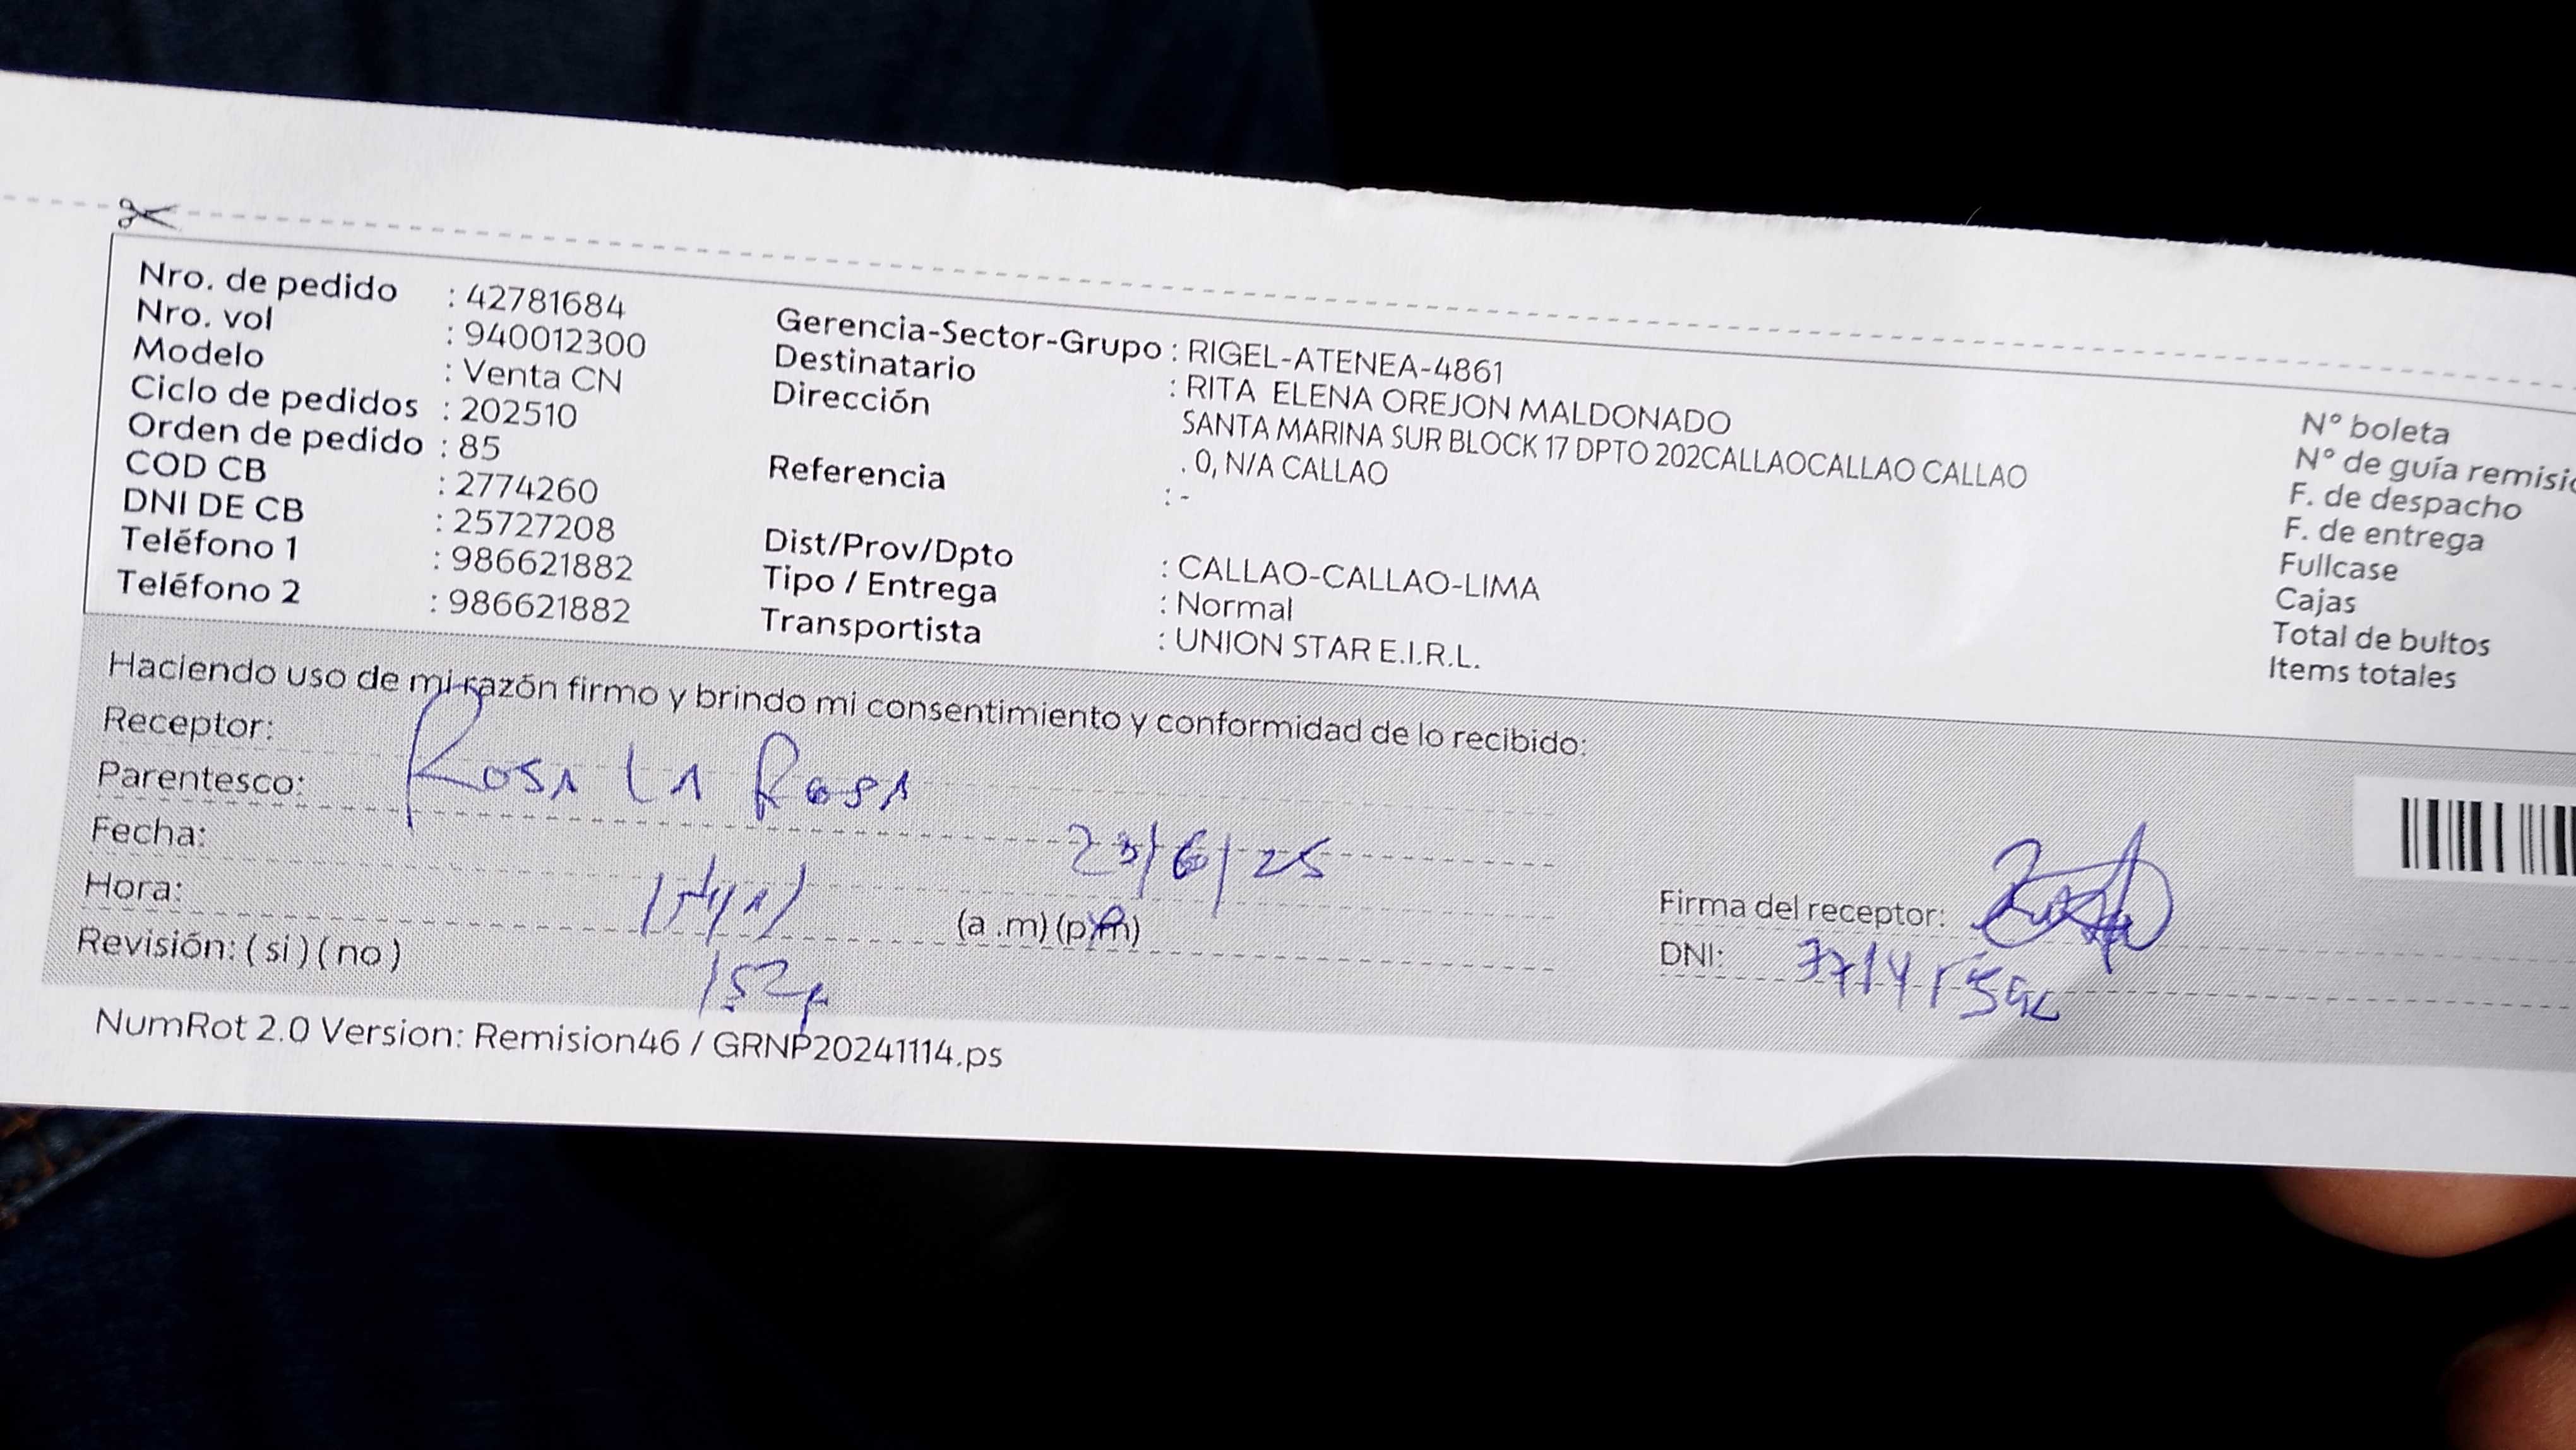 Nro. de pedido : 42781684
Nro. vol : 940012300
Modelo : Venta CN
Ciclo de pedidos : 202510
Orden de pedido : 85
COD CB : 2774260
DNI DE CB : 25727208
Teléfono 1 : 986621882
Teléfono 2 : 986621882
Gerencia-Sector-Grupo : RIGEL-ATENEA-4861
Destinatario : RITA ELENA OREJON MALDONADO
Dirección SANTA MARINA SUR BLOCK 17 DPTO 202CALLAOCALLAO CALLAO
. 0, N/A CALLAO
Referencia : -
Dist/Prov/Dpto : CALLAO-CALLAO-LIMA
Tipo / Entrega : Normal
Transportista : UNION STAR E.I.R.L.
N° boleta
N° de guía
F. de despacho
F. de entrega
Fullcase
Cajas
Total de bultos
Items totales
Haciendo uso de mi razón firmo y brindo mi consentimiento y conformidad de lo recibido:
Receptor: Rosa La Rosa
Parentesco:
Fecha: 23/6/25
Hora: (a .m) (p.m)
Revisión: ( si ) ( no )
Firma del receptor:
DNI:
NumRot 2.0 Version: Remision46 / GRNP20241114.ps